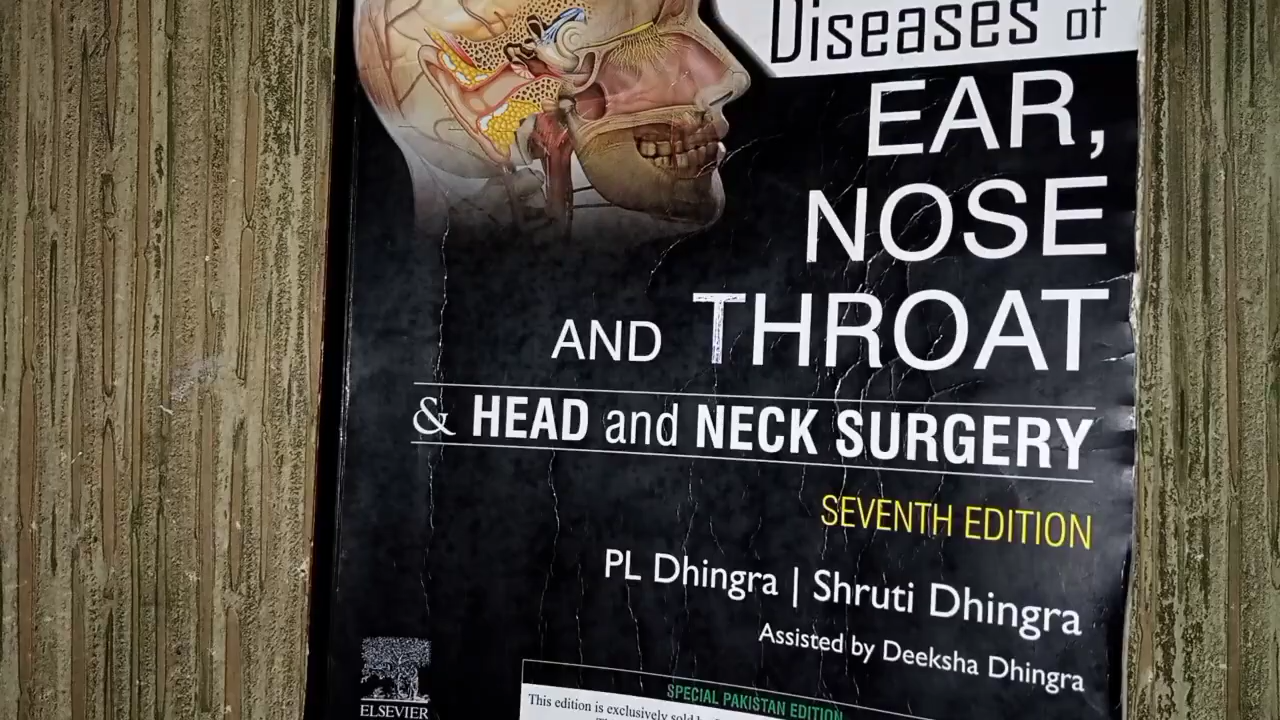 Diseases of
EAR,
NOSE
AND THROAT
& HEAD and NECK SURGERY
SEVENTH EDITION
PL Dhingra | Shruti Dhingra
Assisted by Deeksha Dhingra
ELSEVIER
SPECIAL PAKISTAN EDITION
This edition is exclusively sold